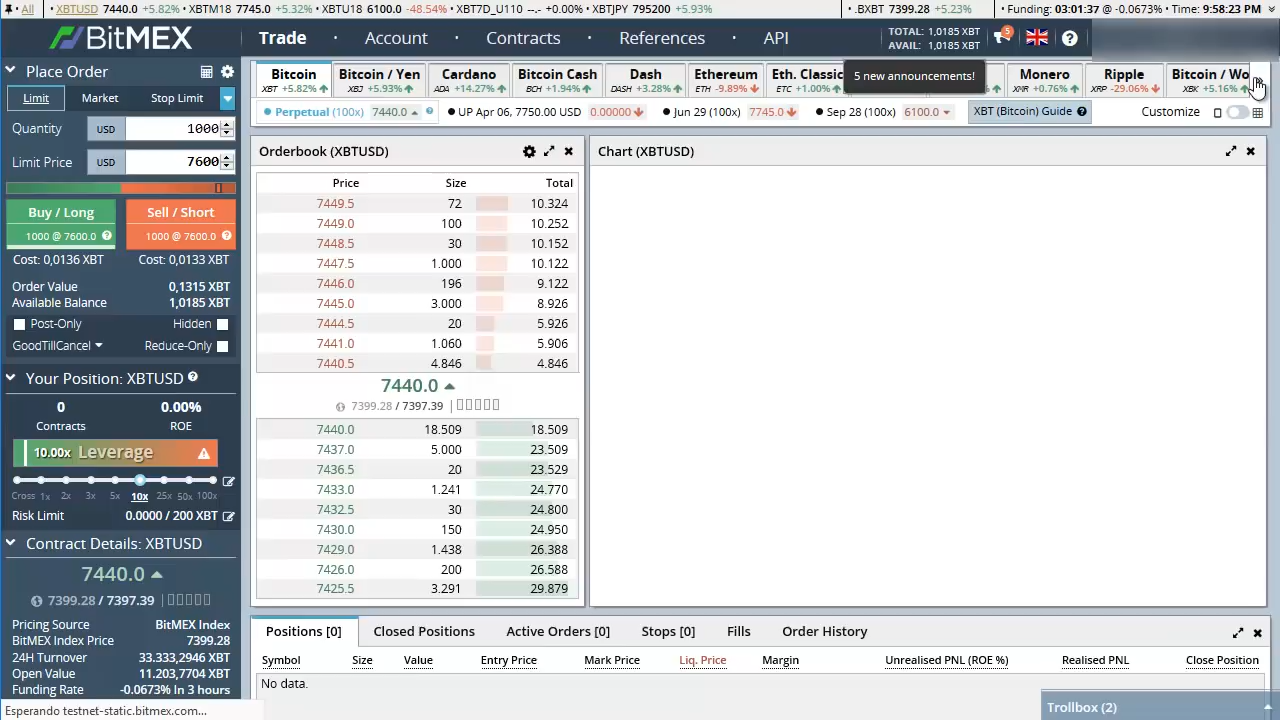 All XBTUSD 7440.0 +5.82% XBTM18 7745.0 +5.32% XBTU18 6100.0 -48.54% XBT7D_U110 --.- +0.00% XBTJPY 795200 +5.93% .BXBT 7399.28 +5.23% Funding: 03:01:37 @ -0.0673% Time: 9:58:23 PM
BitMEX Trade Account Contracts References API TOTAL: 1,0185 XBT
AVAIL: 1,0185 XBT
5
Place Order
Limit Market Stop Limit
Quantity USD 1000
Limit Price USD 7600
Buy / Long Sell / Short
1000 @ 7600.0 1000 @ 7600.0
Cost: 0,0136 XBT Cost: 0,0133 XBT
Order Value 0,1315 XBT
Available Balance 1,0185 XBT
Post-Only Hidden
GoodTillCancel Reduce-Only
Your Position: XBTUSD
0 0.00%
Contracts ROE
10.00x Leverage
Cross 1x 2x 3x 5x 10x 25x 50x 100x
Risk Limit 0.0000 / 200 XBT
Contract Details: XBTUSD
7440.0
7399.28 / 7397.39
Pricing Source BitMEX Index
BitMEX Index Price 7399.28
24H Turnover 33.333,2946 XBT
Open Value 11.203,7704 XBT
Funding Rate -0.0673% In 3 hours
Esperando testnet-static.bitmex.com...
Bitcoin Bitcoin / Yen Cardano Bitcoin Cash Dash Ethereum Eth. Classic Monero Ripple Bitcoin / Wo
XBT +5.82% XBJ +5.93% ADA +14.27% BCH +1.94% DASH +3.28% ETH -9.89% ETC +1.00% XMR +0.76% XRP -29.06% XBK +5.16%
5 new announcements!
Perpetual (100x) 7440.0 UP Apr 06, 7750.00 USD 0.00000 Jun 29 (100x) 7745.0 Sep 28 (100x) 6100.0 XBT (Bitcoin) Guide Customize
Orderbook (XBTUSD)
Price Size Total
7449.5 72 10.324
7449.0 100 10.252
7448.5 30 10.152
7447.5 1.000 10.122
7446.0 196 9.122
7445.0 3.000 8.926
7444.5 20 5.926
7441.0 1.060 5.906
7440.5 4.846 4.846
7440.0
7399.28 / 7397.39
7440.0 18.509 18.509
7437.0 5.000 23.509
7436.5 20 23.529
7433.0 1.241 24.770
7432.5 30 24.800
7430.0 150 24.950
7429.0 1.438 26.388
7426.0 200 26.588
7425.5 3.291 29.879
Chart (XBTUSD)
Positions [0] Closed Positions Active Orders [0] Stops [0] Fills Order History
Symbol Size Value Entry Price Mark Price Liq. Price Margin Unrealised PNL (ROE %) Realised PNL Close Position
No data.
Trollbox (2)